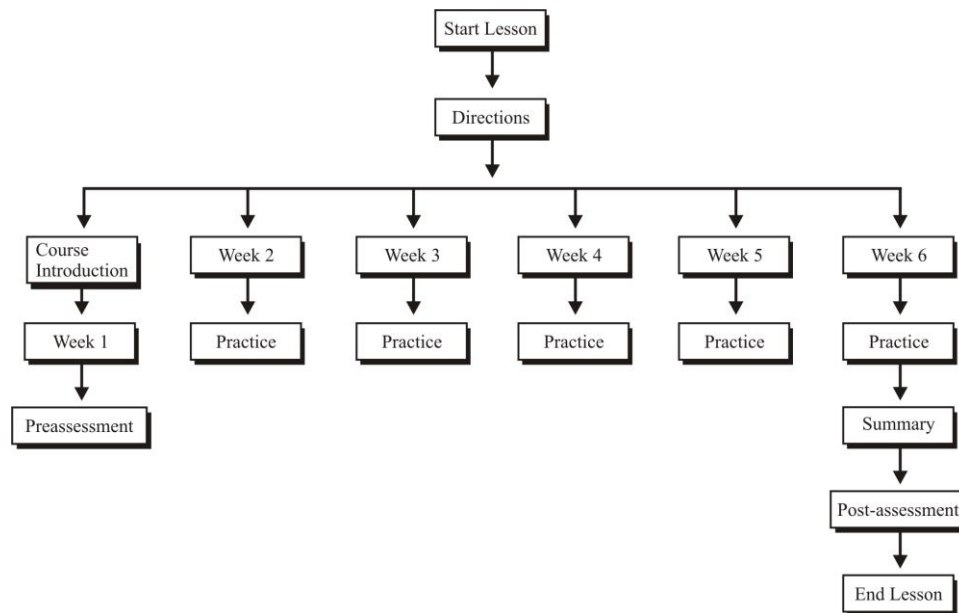 Start Lesson
Directions
Course
Introduction
Week 2
Week 3
Week 4
Week 5
Week 6
Week 1
Practice
Practice
Practice
Practice
Practice
Preassessment
Summary
Post-assessment
End Lesson